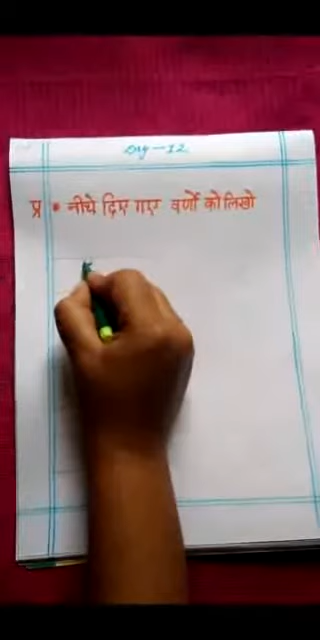 Day-12
प्र • नीचे दिए गए वर्णो को लिखो